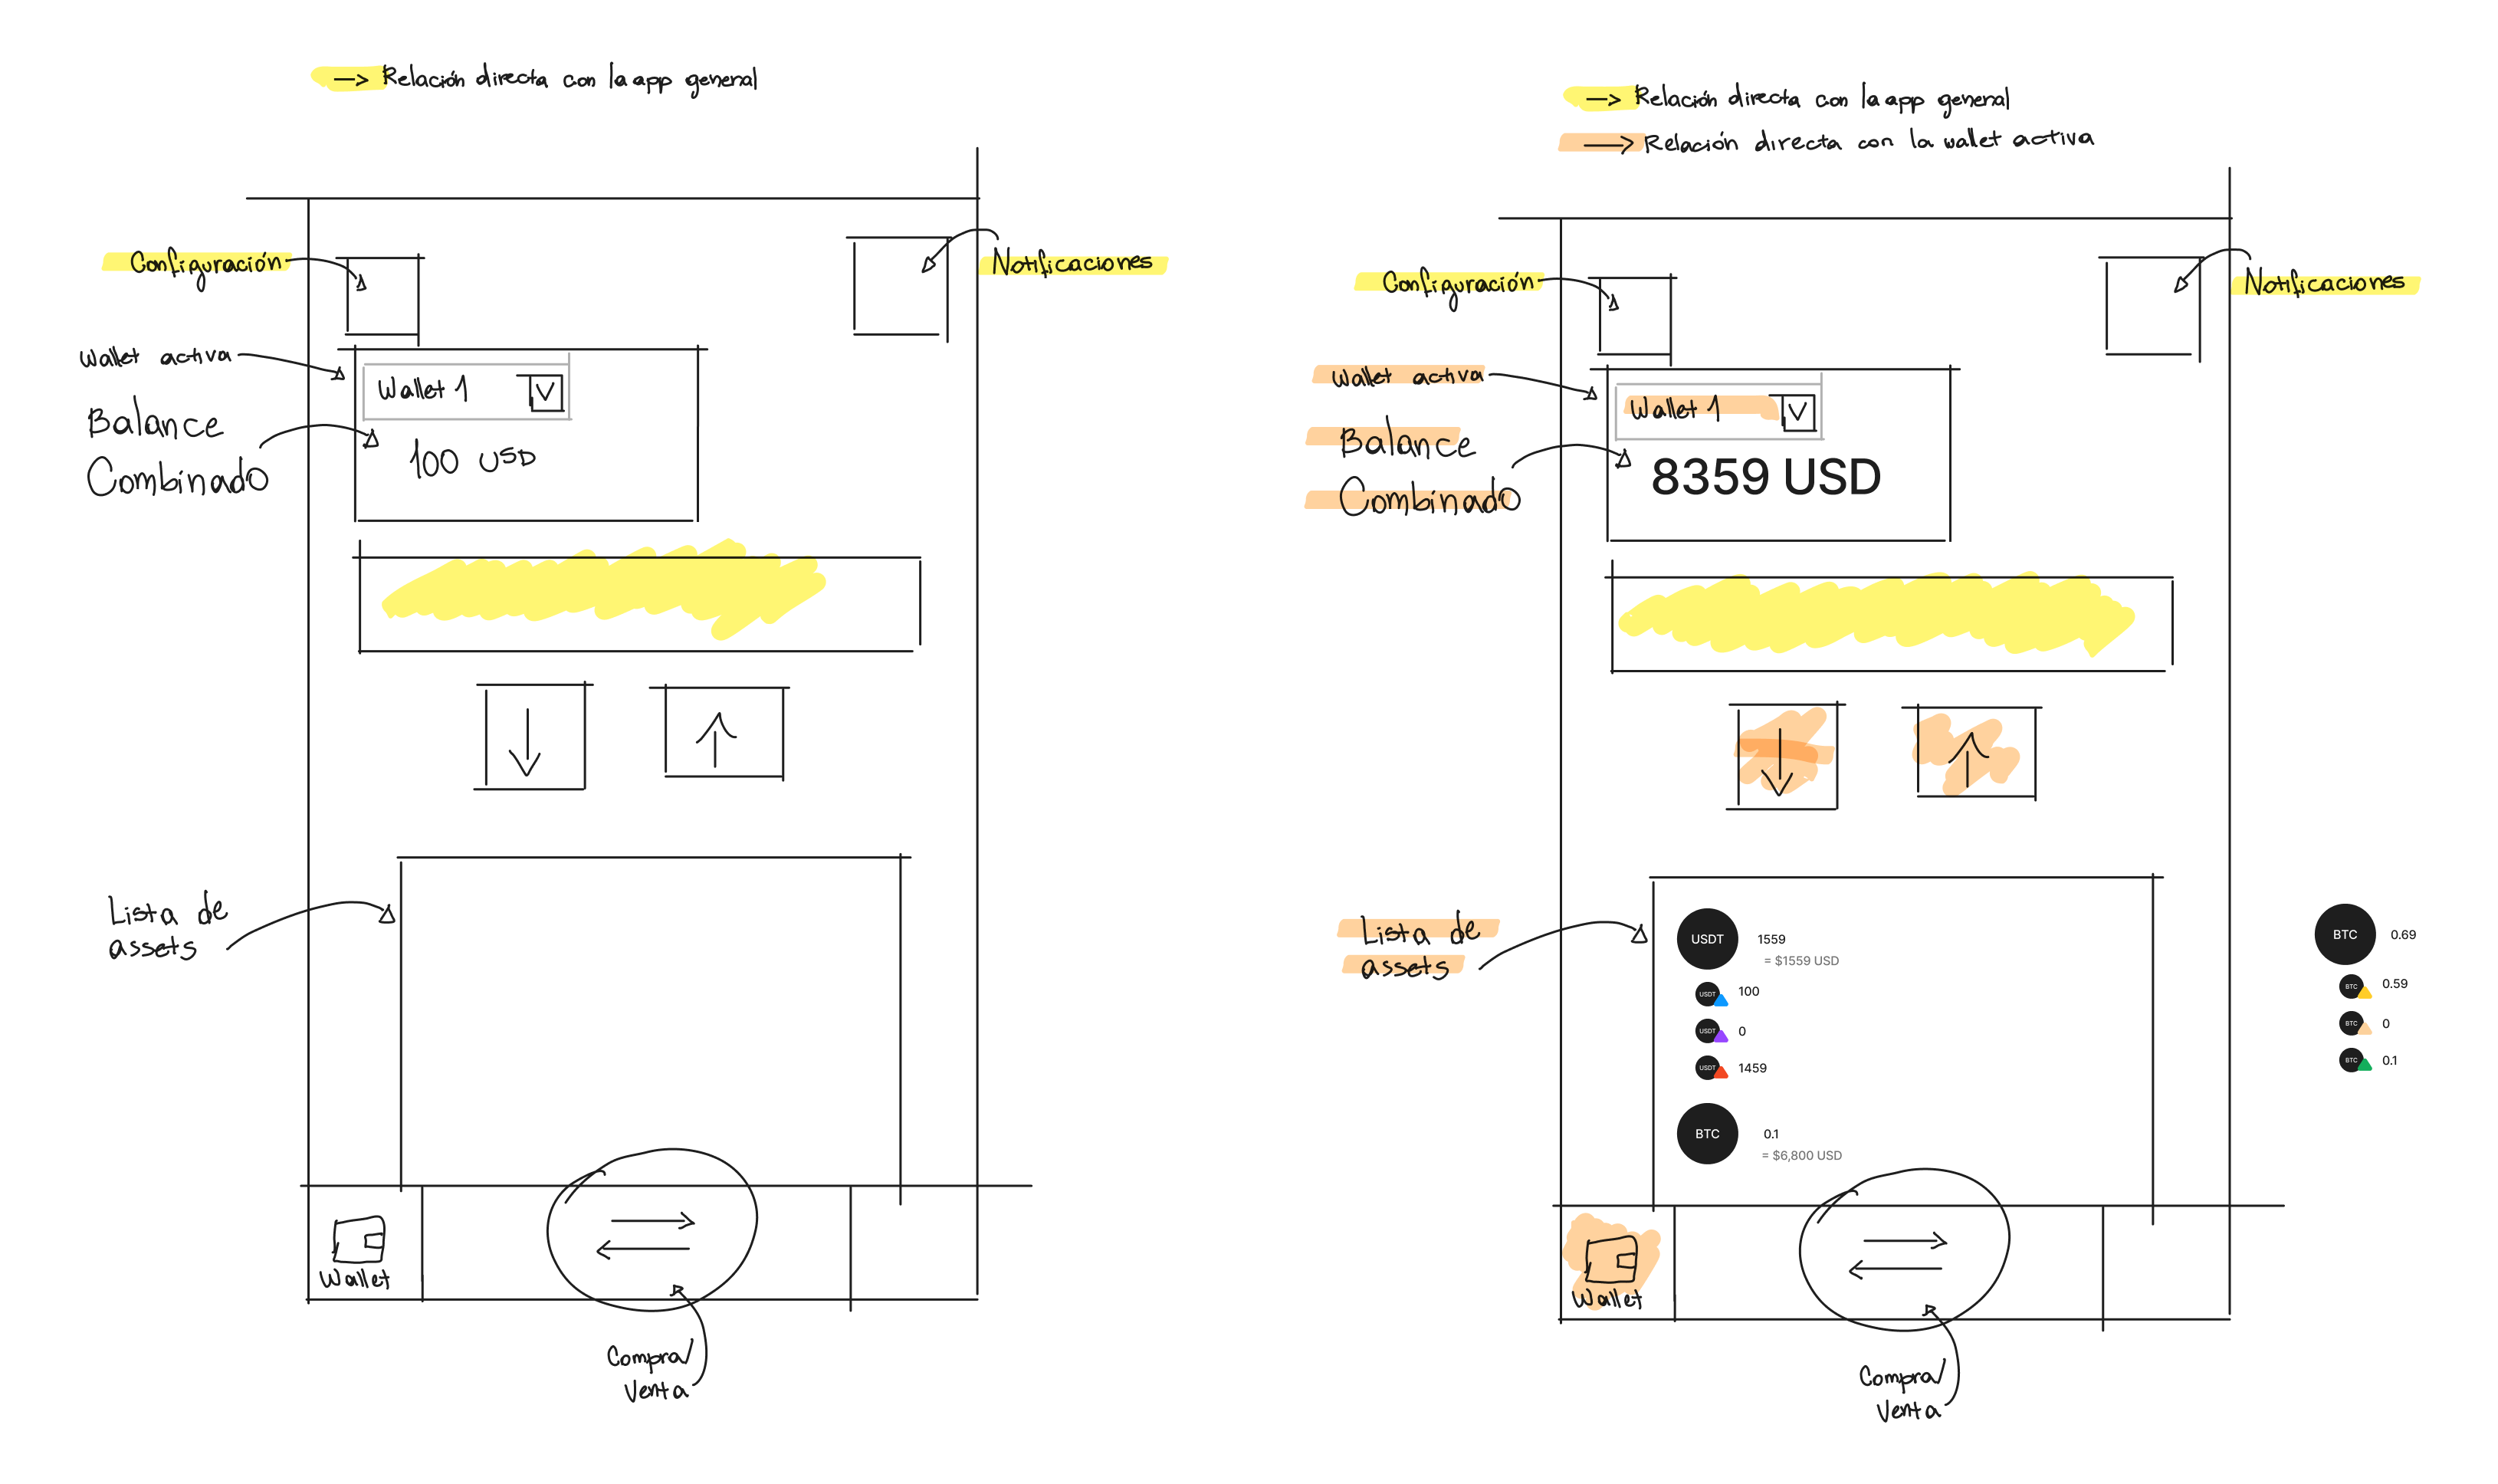 → Relación directa con la app general
Configuración
Notificaciones
Wallet activa
Wallet 1
Balance
Combinado
100 USD
Lista de
assets
Wallet
Compra/
Venta
→ Relación directa con la app general
→ Relación directa con la wallet activa
Configuración
Notificaciones
Wallet activa
Wallet 1
Balance
Combinado
8359 USD
Lista de
assets
USDT 1559
= $1559 USD
USDT 100
USDT 0
USDT 1459
BTC 0.1
= $6,800 USD
BTC 0.69
BTC 0.59
BTC 0
BTC 0.1
Wallet
Compra/
Venta